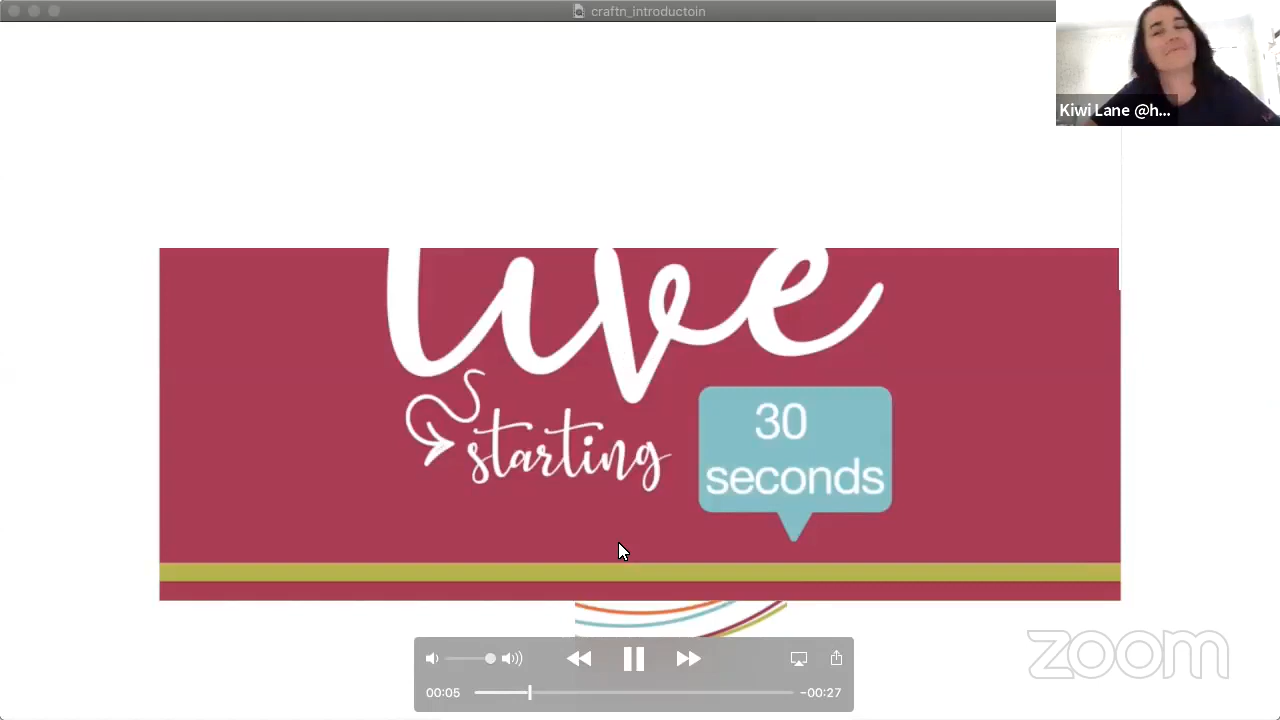 craftn_introductoin
Kiwi Lane @h...
live
starting
30
seconds
00:05
-00:27
zoom